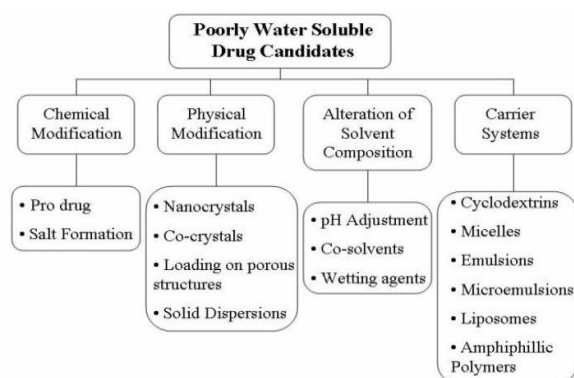 Poorly Water Soluble
Drug Candidates
Chemical
Modification
Physical
Modification
Alteration of
Solvent
Composition
Carrier
Systems
• Pro drug
• Salt Formation
• Nanocrystals
• Co-crystals
• Loading on porous
structures
• Solid Dispersions
• pH Adjustment
• Co-solvents
• Wetting agents
• Cyclodextrins
• Micelles
• Emulsions
• Microemulsions
• Liposomes
• Amphiphillic
Polymers